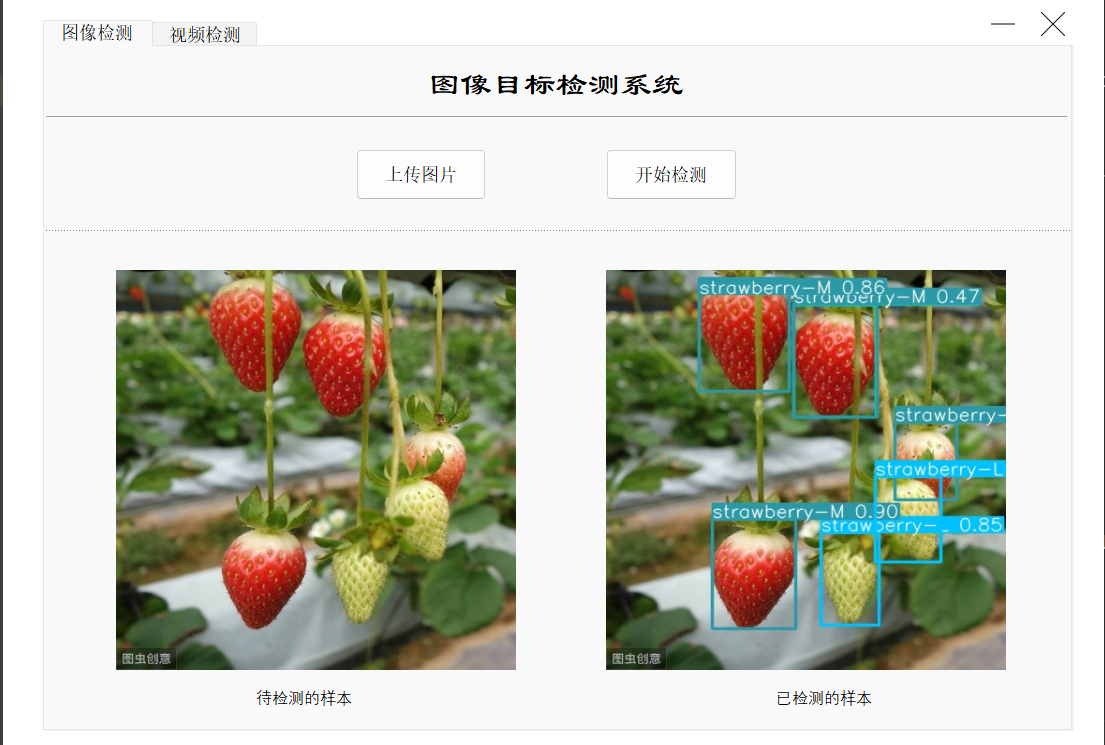 图像检测
视频检测
图像目标检测系统
上传图片
开始检测
strawberry-M 0.86
strawberry-M 0.47
strawberry-
strawberry-L
strawberry-M 0.90
strawberry- 0.85
图虫创意
图虫创意
待检测的样本
已检测的样本